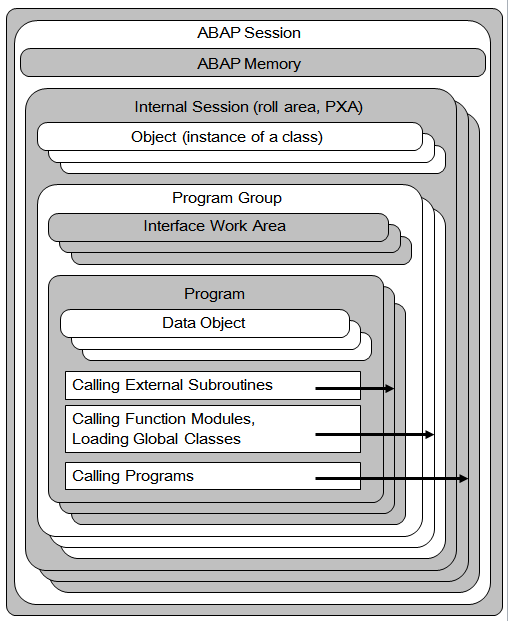 ABAP Session
ABAP Memory
Internal Session (roll area, PXA)
Object (instance of a class)
Program Group
Interface Work Area
Program
Data Object
Calling External Subroutines
Calling Function Modules,
Loading Global Classes
Calling Programs